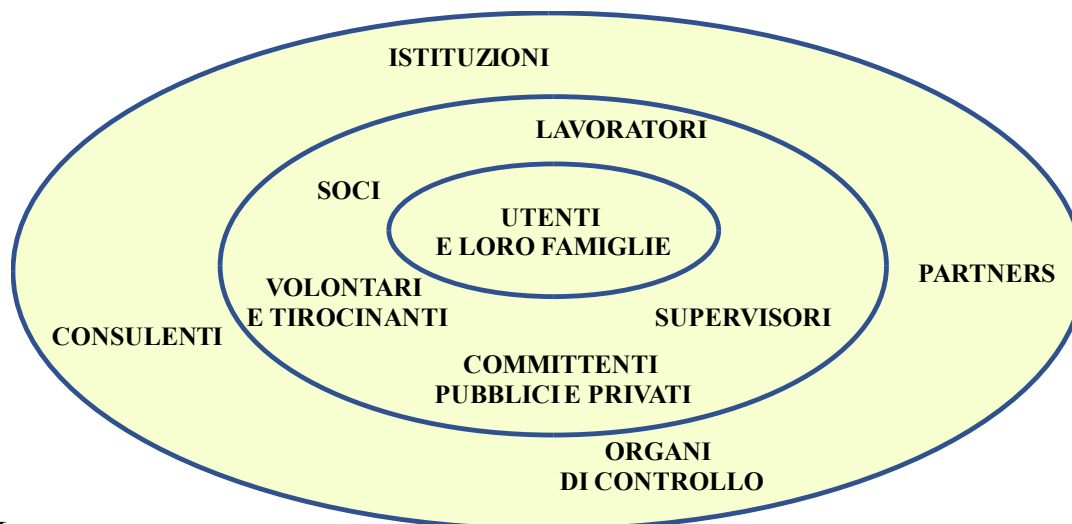 ISTITUZIONI
LAVORATORI
SOCI
UTENTI
E LORO FAMIGLIE
PARTNERS
VOLONTARI
E TIROCINANTI
SUPERVISORI
CONSULENTI
COMMITTENTI
PUBBLICI E PRIVATI
ORGANI
DI CONTROLLO